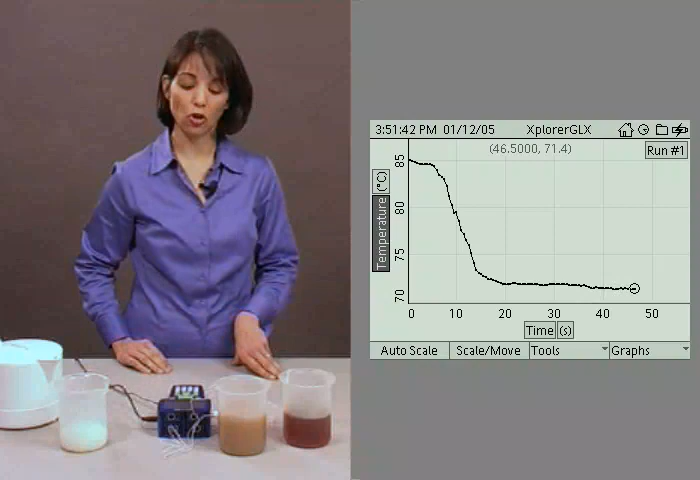 3:51:42 PM 01/12/05 XplorerGLX
(46.5000, 71.4) Run #1
Temperature (°C)
85
80
75
70
0 10 20 30 40 50
Time (s)
Auto Scale Scale/Move Tools Graphs